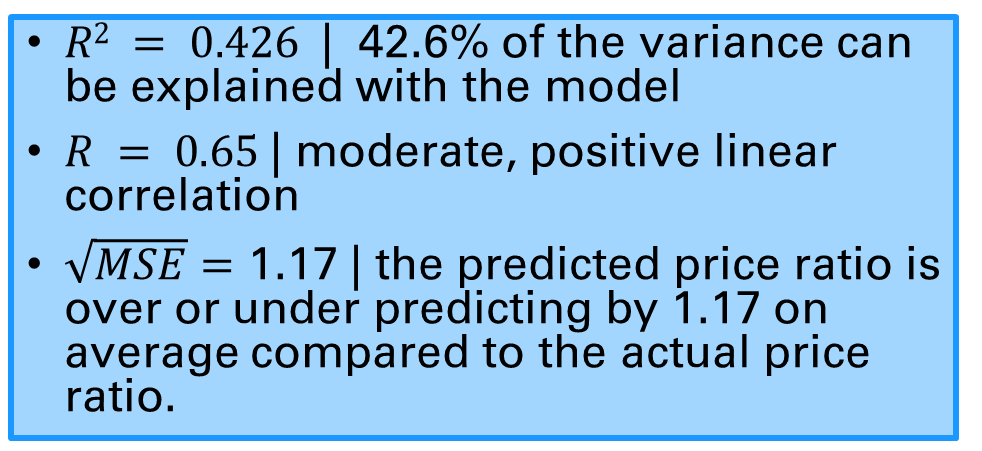 • R² = 0.426 | 42.6% of the variance can
be explained with the model
• R = 0.65 | moderate, positive linear
correlation
• √MSE = 1.17 | the predicted price ratio is
over or under predicting by 1.17 on
average compared to the actual price
ratio.